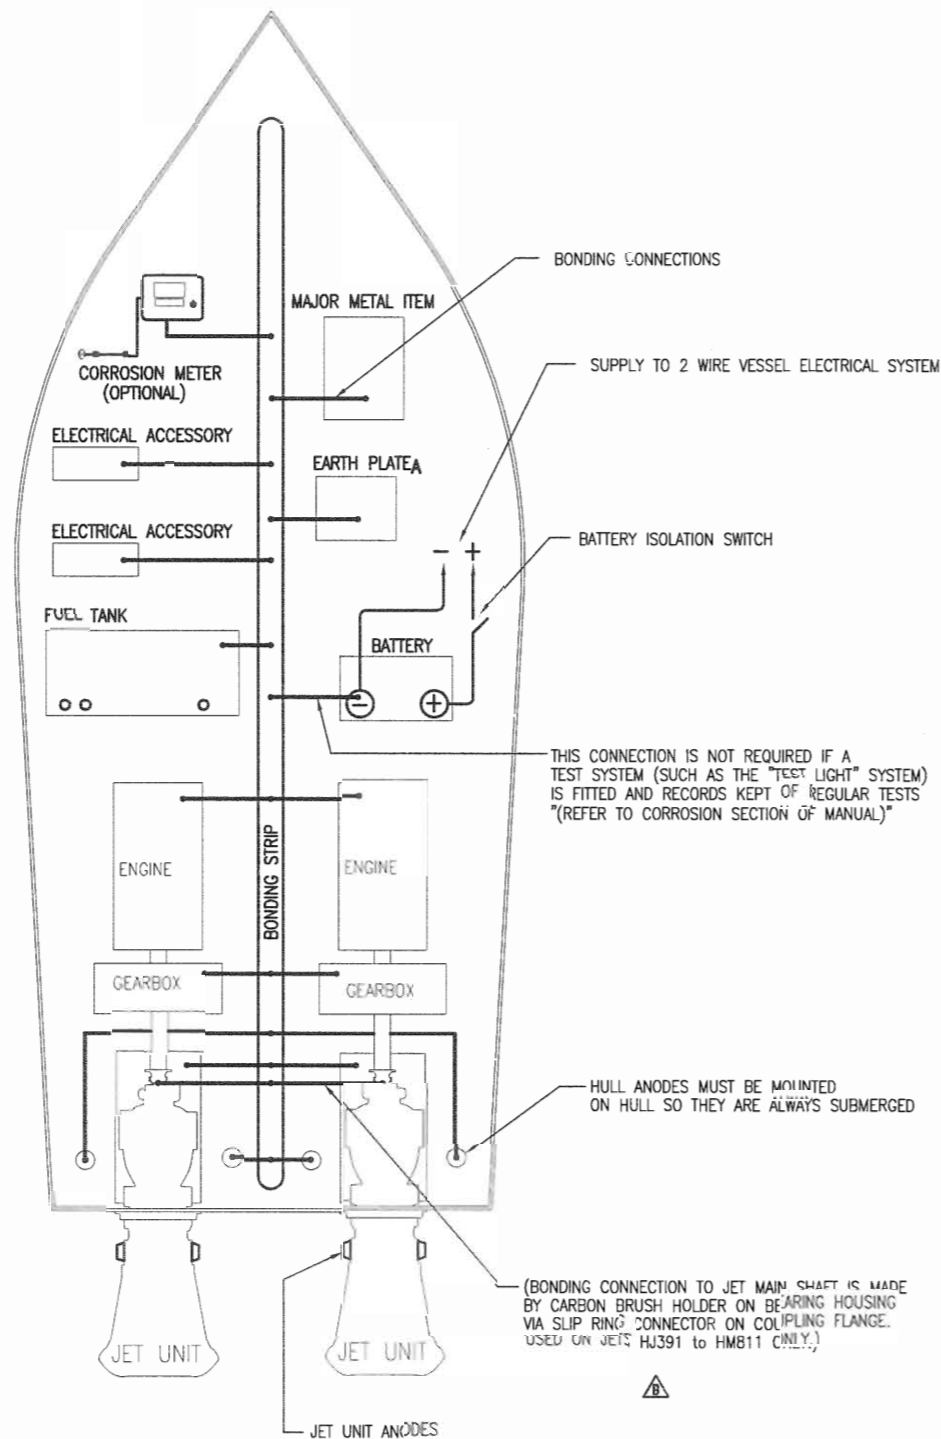 BONDING CONNECTIONS
MAJOR METAL ITEM
SUPPLY TO 2 WIRE VESSEL ELECTRICAL SYSTEM
CORROSION METER
(OPTIONAL)
ELECTRICAL ACCESSORY
EARTH PLATE A
ELECTRICAL ACCESSORY
BATTERY ISOLATION SWITCH
- +
FUEL TANK
BATTERY
- +
THIS CONNECTION IS NOT REQUIRED IF A
TEST SYSTEM (SUCH AS THE "TEST LIGHT" SYSTEM)
IS FITTED AND RECORDS KEPT OF REGULAR TESTS
"(REFER TO CORROSION SECTION OF MANUAL)"
BONDING STRIP
ENGINE
ENGINE
GEARBOX
GEARBOX
HULL ANODES MUST BE MOUNTED
ON HULL SO THEY ARE ALWAYS SUBMERGED
(BONDING CONNECTION TO JET MAIN SHAFT IS MADE
BY CARBON BRUSH HOLDER ON BEARING HOUSING
VIA SLIP RING CONNECTOR ON COUPLING FLANGE.
USED ON JETS HJ391 to HM811 ONLY.)
JET UNIT
JET UNIT
B
JET UNIT ANODES